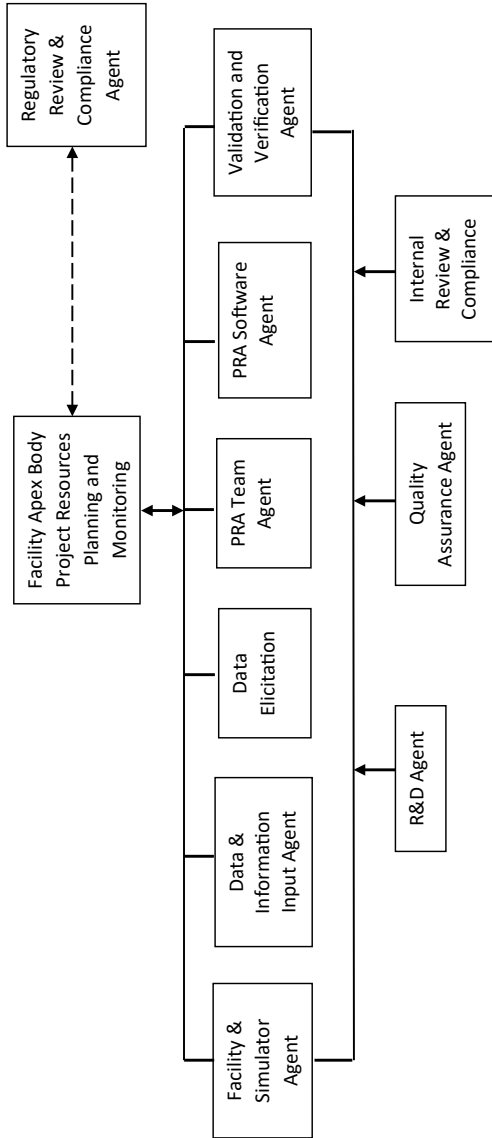 Regulatory
Review &
Compliance
Agent
Facility Apex Body
Project Resources
Planning and
Monitoring
Facility &
Simulator
Agent
Data &
Information
Input Agent
Data
Elicitation
PRA Team
Agent
PRA Software
Agent
Validation and
Verification
Agent
R&D Agent
Quality
Assurance Agent
Internal
Review &
Compliance